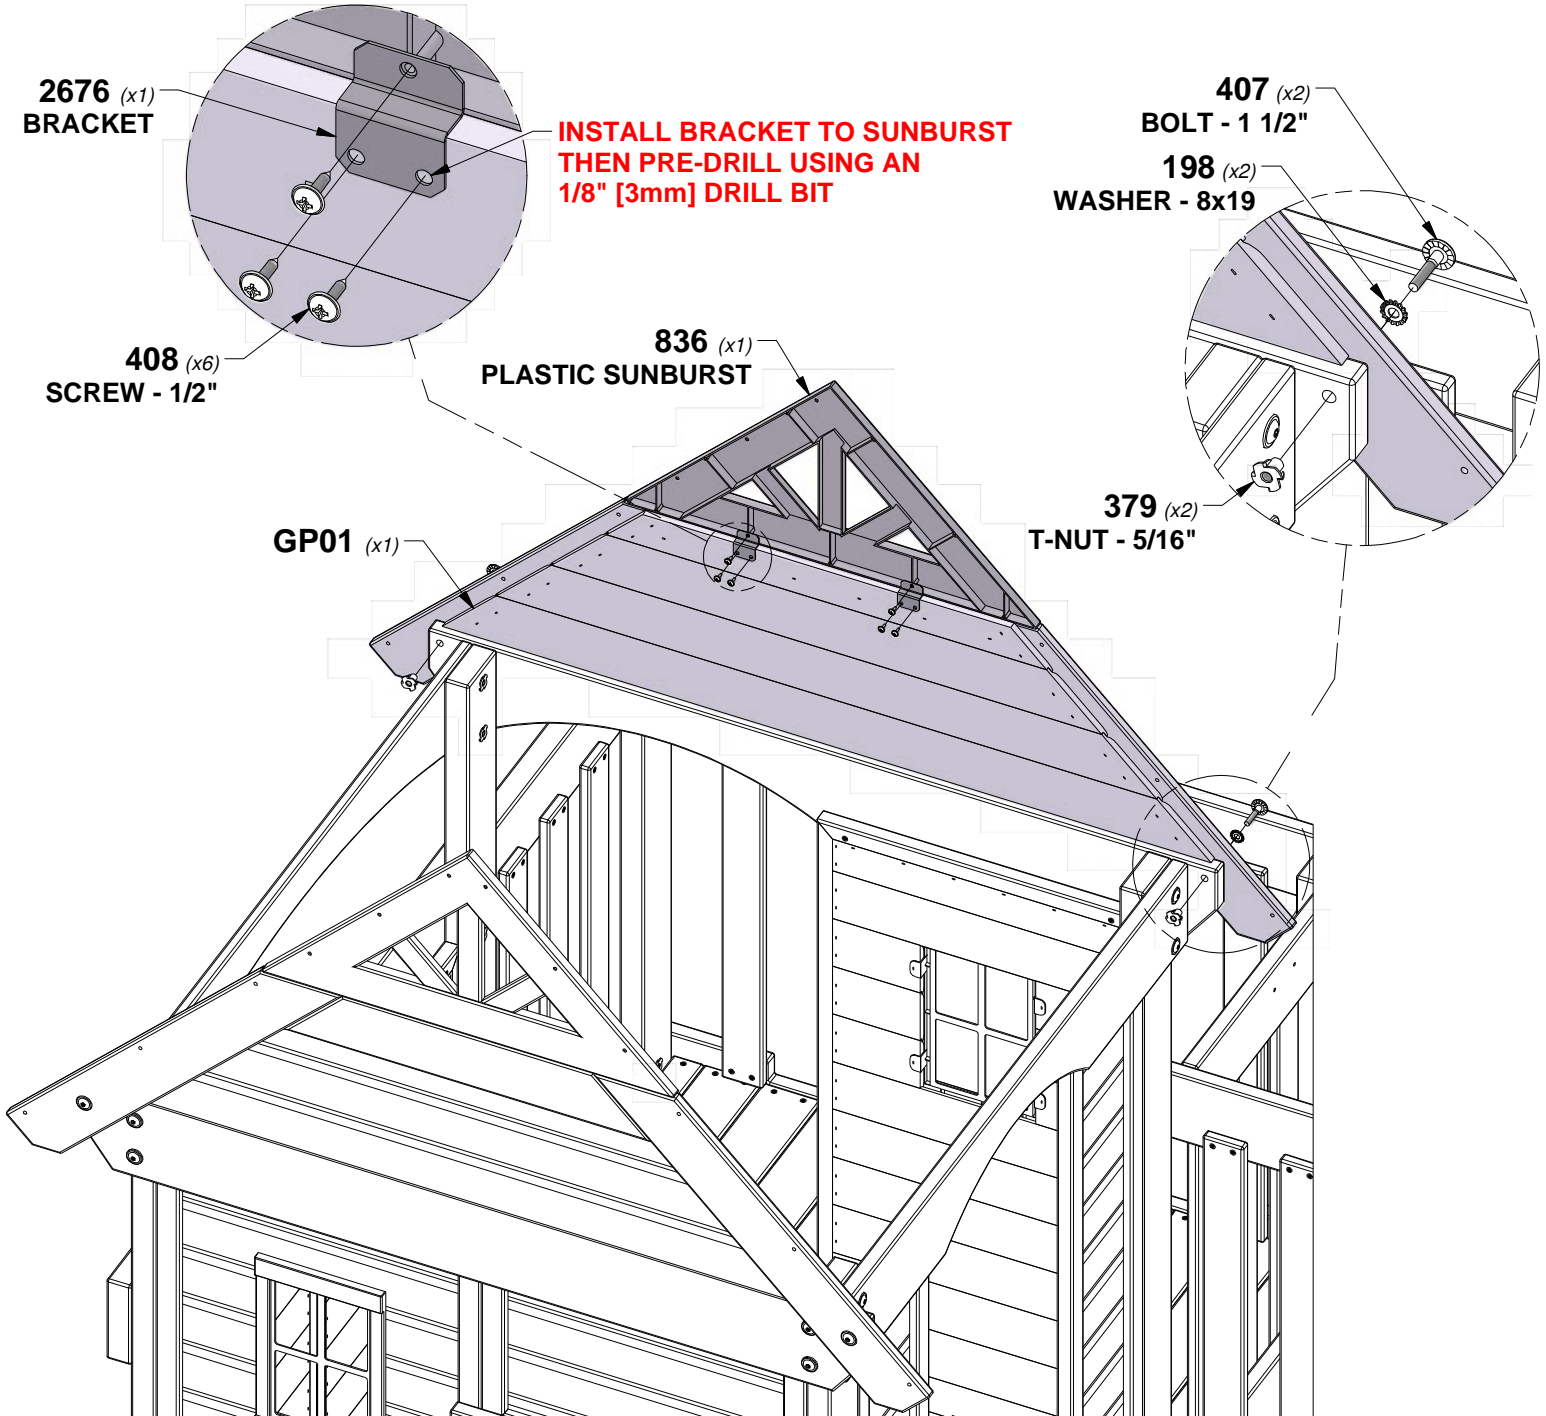 2676 (x1)
BRACKET
INSTALL BRACKET TO SUNBURST
THEN PRE-DRILL USING AN
1/8" [3mm] DRILL BIT
407 (x2)
BOLT - 1 1/2"
198 (x2)
WASHER - 8x19
408 (x6)
SCREW - 1/2"
836 (x1)
PLASTIC SUNBURST
379 (x2)
T-NUT - 5/16"
GP01 (x1)